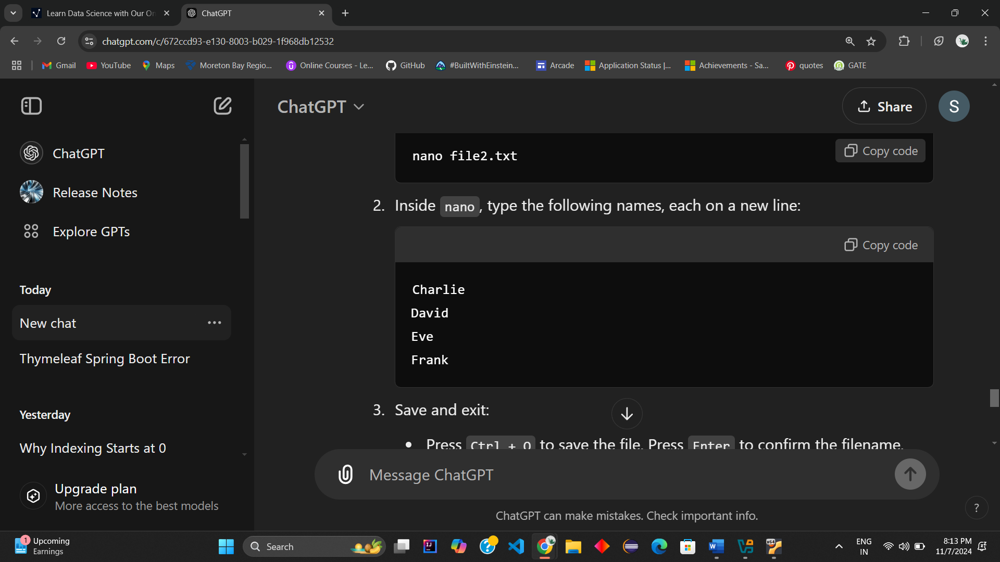 Learn Data Science with Our On
ChatGPT
chatgpt.com/c/672ccd93-e130-8003-b029-1f968db12532
Gmail
YouTube
Maps
Moreton Bay Regio...
Online Courses - Le...
GitHub
#BuiltWithEinstein...
Arcade
Application Status |...
Achievements - Sa...
quotes
GATE
ChatGPT
Share
S
ChatGPT
Release Notes
Explore GPTs
Today
New chat
Thymeleaf Spring Boot Error
Yesterday
Why Indexing Starts at 0
Upgrade plan
More access to the best models
nano file2.txt
Copy code
2. Inside nano, type the following names, each on a new line:
Copy code
Charlie
David
Eve
Frank
3. Save and exit:
• Press Ctrl + O to save the file. Press Enter to confirm the filename.
Message ChatGPT
ChatGPT can make mistakes. Check important info.
?
1
Upcoming
Earnings
Search
ENG
IN
8:13 PM
11/7/2024